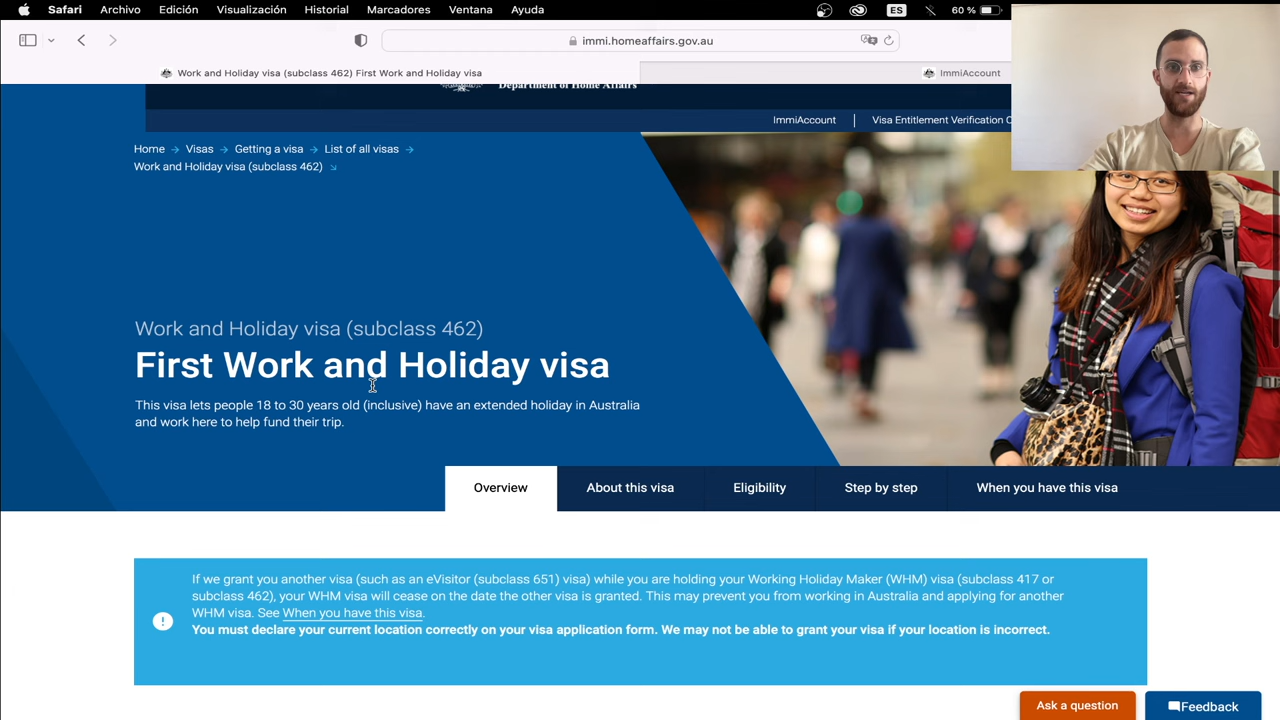 Safari Archivo Edición Visualización Historial Marcadores Ventana Ayuda ES 60 %
immi.homeaffairs.gov.au
Work and Holiday visa (subclass 462) First Work and Holiday visa
ImmiAccount
Department of Home Affairs
ImmiAccount Visa Entitlement Verification
Home Visas Getting a visa List of all visas
Work and Holiday visa (subclass 462)
Work and Holiday visa (subclass 462)
First Work and Holiday visa
This visa lets people 18 to 30 years old (inclusive) have an extended holiday in Australia
and work here to help fund their trip.
Overview About this visa Eligibility Step by step When you have this visa
If we grant you another visa (such as an eVisitor (subclass 651) visa) while you are holding your Working Holiday Maker (WHM) visa (subclass 417 or
subclass 462), your WHM visa will cease on the date the other visa is granted. This may prevent you from working in Australia and applying for another
WHM visa. See When you have this visa.
You must declare your current location correctly on your visa application form. We may not be able to grant your visa if your location is incorrect.
Ask a question
Feedback